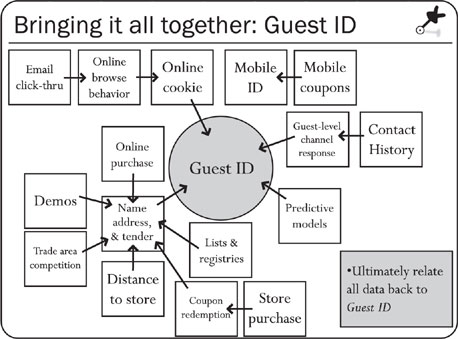 Bringing it all together: Guest ID
Email
click-thru
Online
browse
behavior
Online
cookie
Mobile
ID
Mobile
coupons
Online
purchase
Guest-level
channel
response
Contact
History
Guest ID
Demos
Name
address,
& tender
Predictive
models
Trade area
competition
Lists &
registries
Distance
to store
Coupon
redemption
Store
purchase
•Ultimately relate
all data back to
Guest ID